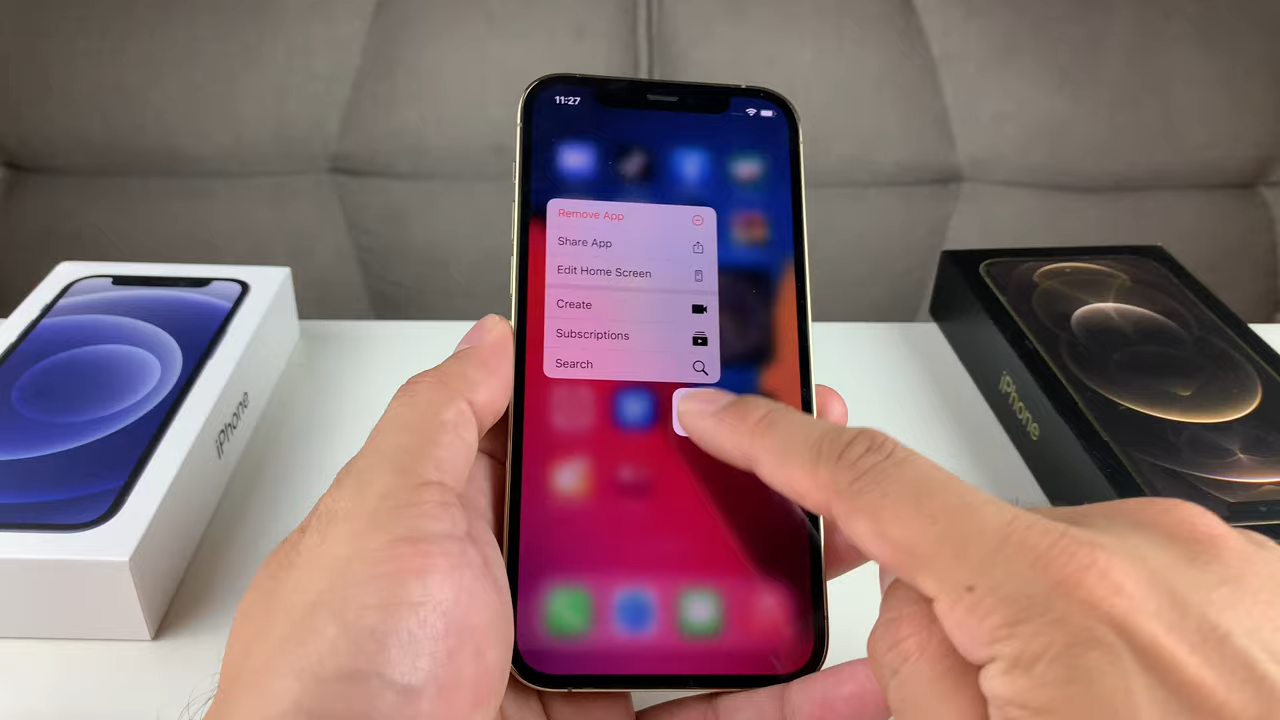 11:27
Remove App
Share App
Edit Home Screen
Create
Subscriptions
Search
iPhone
iPhone